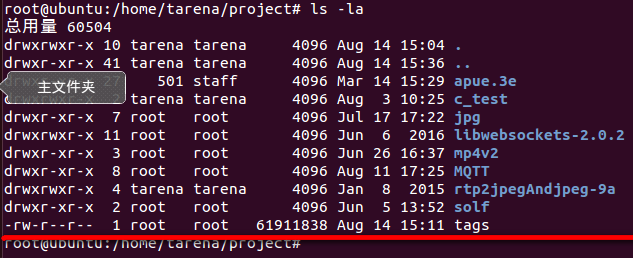 root@ubuntu:/home/tarena/project# ls -la
总用量 60504
drwxrwxr-x 10 tarena tarena 4096 Aug 14 15:04 .
drwxr-xr-x 41 tarena tarena 4096 Aug 14 15:36 ..
27 501 staff 4096 Mar 14 15:29 apue.3e
主文件夹
tarena tarena 4096 Aug 3 10:25 c_test
drwxr-xr-x 7 root root 4096 Jul 17 17:22 jpg
drwxrwxr-x 11 root root 4096 Jun 6 2016 libwebsockets-2.0.2
drwxr-xr-x 3 root root 4096 Jun 26 16:37 mp4v2
drwxr-xr-x 8 root root 4096 Aug 11 17:25 MQTT
drwxrwxr-x 4 tarena tarena 4096 Jan 8 2015 rtp2jpegAndjpeg-9a
drwxr-xr-x 2 root root 4096 Jun 5 13:52 solf
-rw-r--r-- 1 root root 61911838 Aug 14 15:11 tags
root@ubuntu:/home/tarena/project#